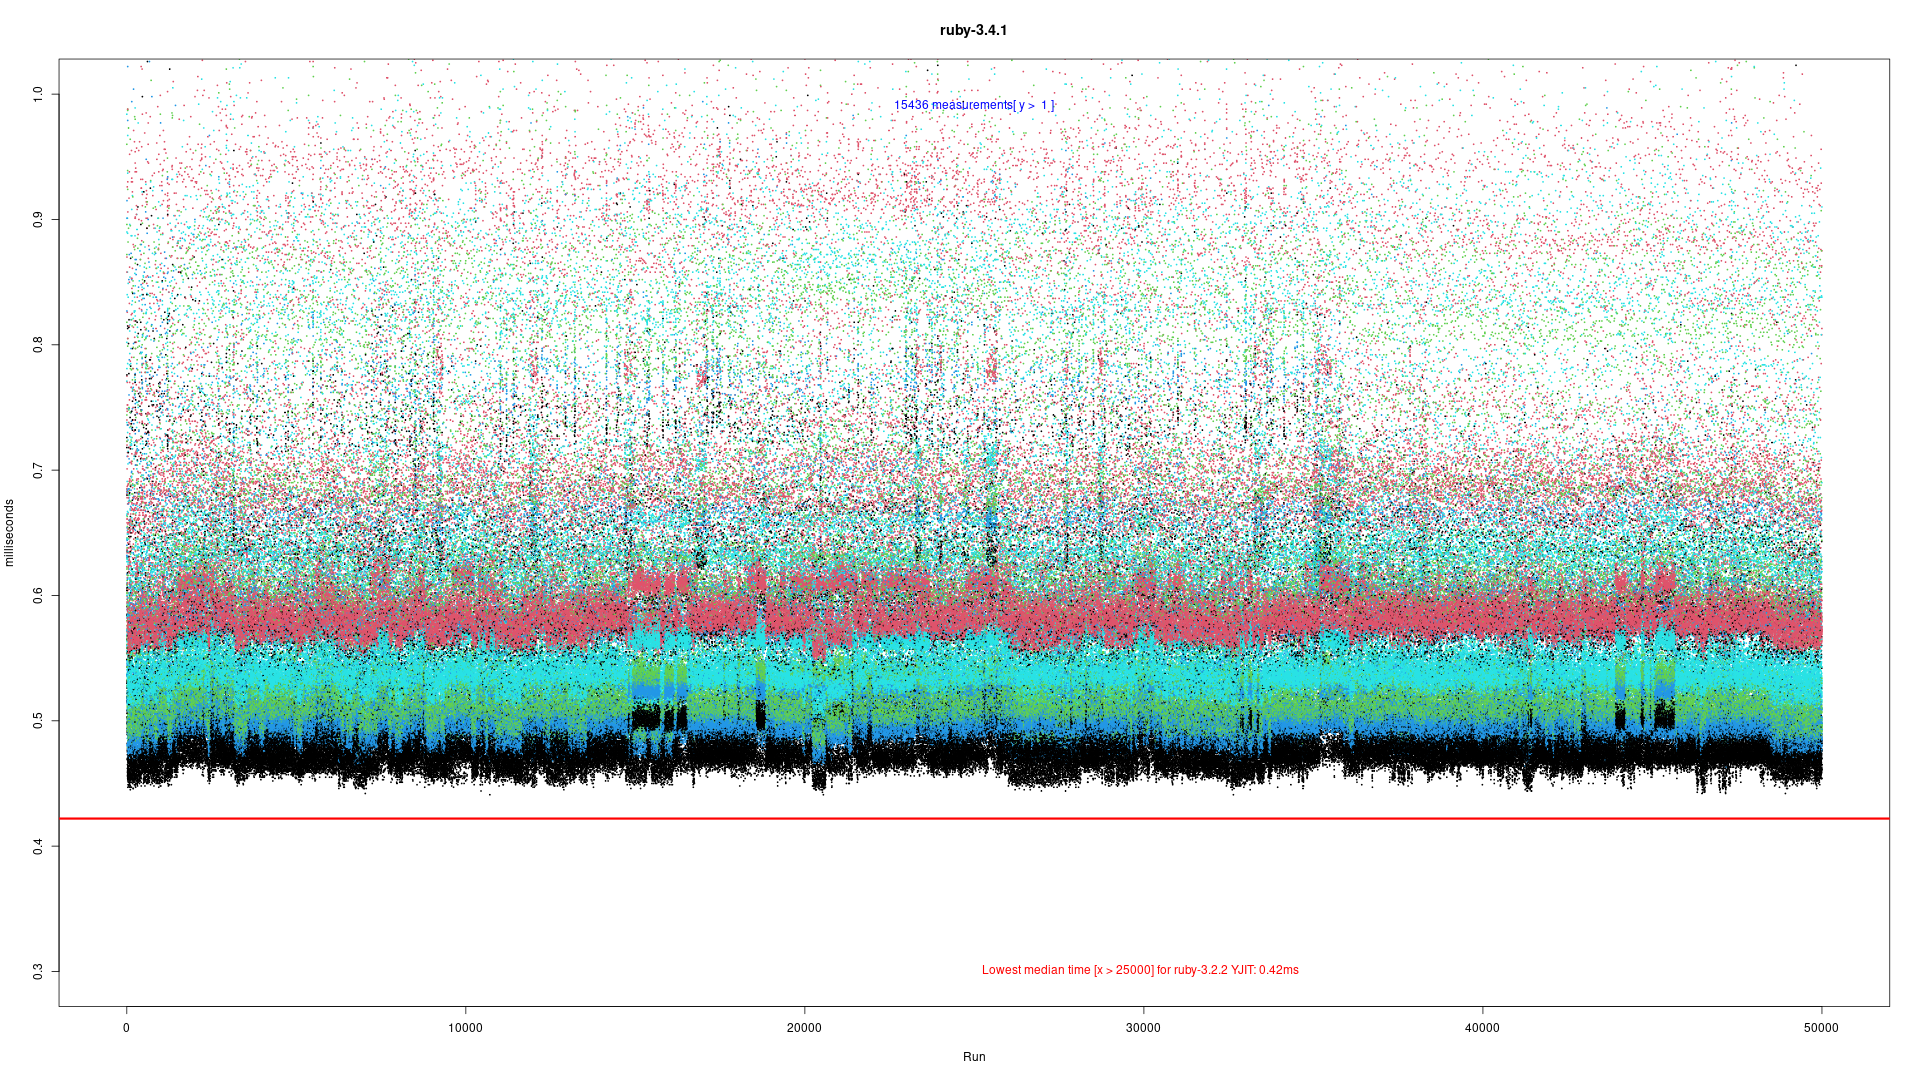 ruby-3.4.1
15436 measurements[ y > 1 ]
milliseconds
1.0
0.9
0.8
0.7
0.6
0.5
0.4
0.3
Lowest median time [x > 25000] for ruby-3.2.2 YJIT: 0.42ms
0 10000 20000 30000 40000 50000
Run